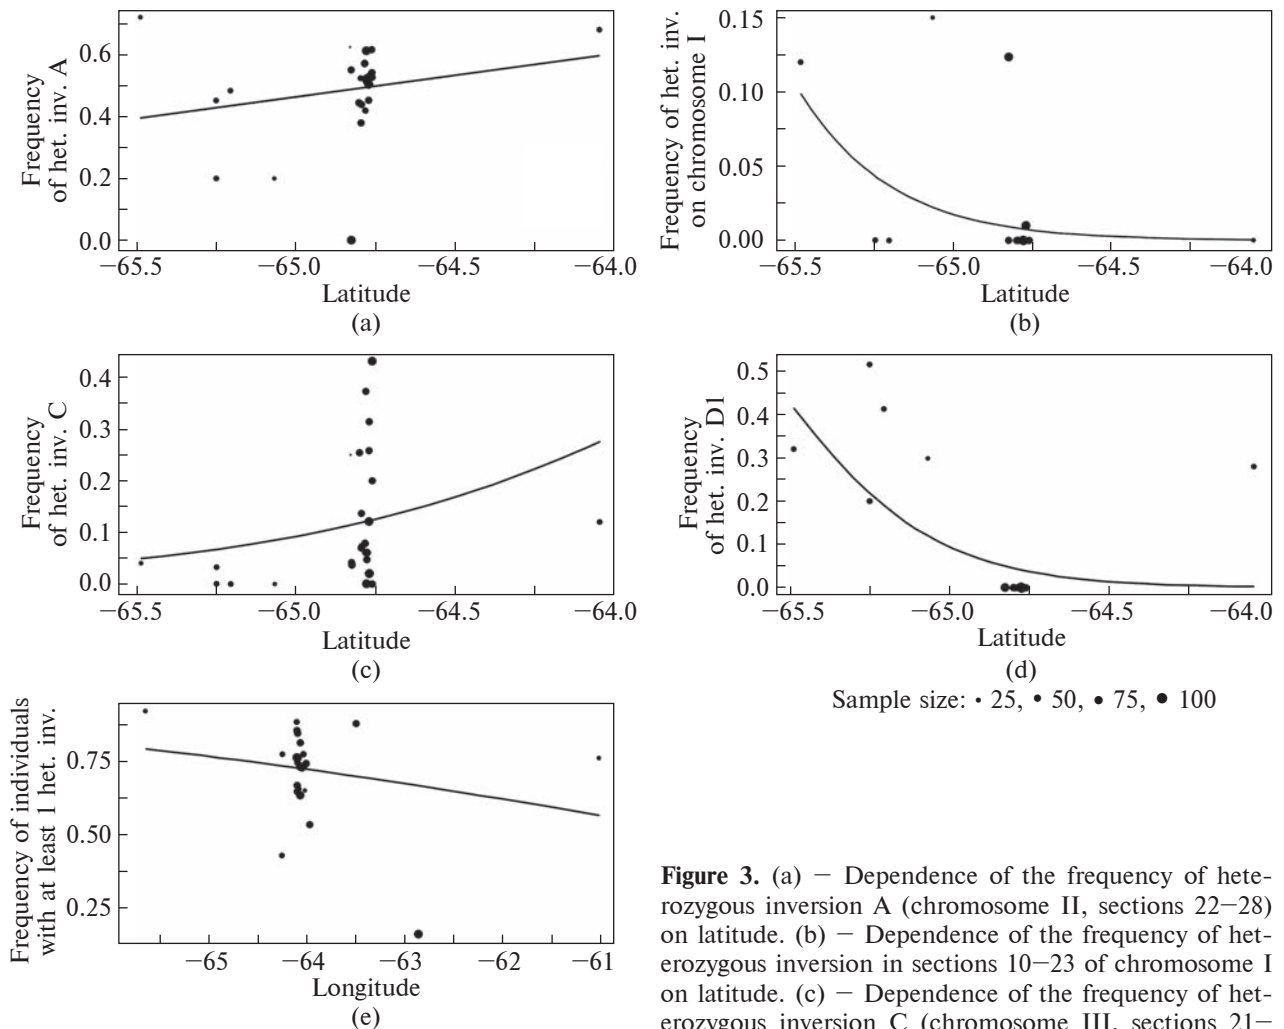 Frequency
of het. inv. A
0.6
0.4
0.2
0.0
−65.5 −65.0 −64.5 −64.0
Latitude
(a)
Frequency of het. inv.
on chromosome I
0.15
0.10
0.05
0.00
−65.5 −65.0 −64.5 −64.0
Latitude
(b)
Frequency
of het. inv. C
0.4
0.3
0.2
0.1
0.0
−65.5 −65.0 −64.5 −64.0
Latitude
(c)
Frequency
of het. inv. D1
0.5
0.4
0.3
0.2
0.1
0.0
−65.5 −65.0 −64.5 −64.0
Latitude
(d)
Sample size: • 25, • 50, • 75, • 100
Frequency of individuals
with at least 1 het. inv.
0.75
0.50
0.25
−65 −64 −63 −62 −61
Longitude
(e)
Figure 3. (a) − Dependence of the frequency of hete-
rozygous inversion A (chromosome II, sections 22−28)
on latitude. (b) − Dependence of the frequency of het-
erozygous inversion in sections 10−23 of chromosome I
on latitude. (c) − Dependence of the frequency of het-
erozygous inversion C (chromosome III, sections 21−